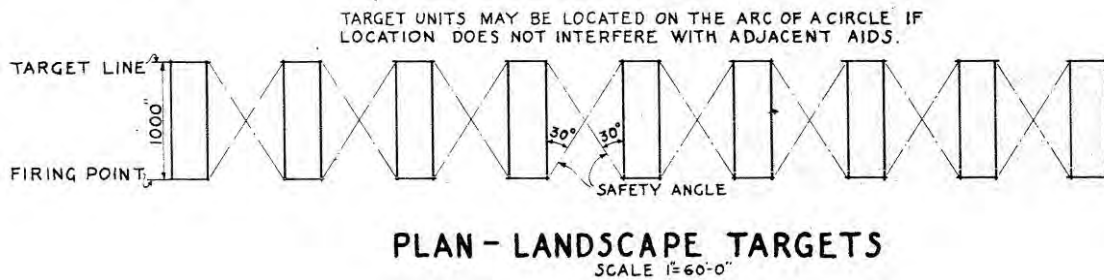 TARGET UNITS MAY BE LOCATED ON THE ARC OF A CIRCLE IF
LOCATION DOES NOT INTERFERE WITH ADJACENT AIDS.
TARGET LINE
1000"
30°
30°
FIRING POINT
SAFETY ANGLE
PLAN - LANDSCAPE TARGETS
SCALE 1"=60'-0"